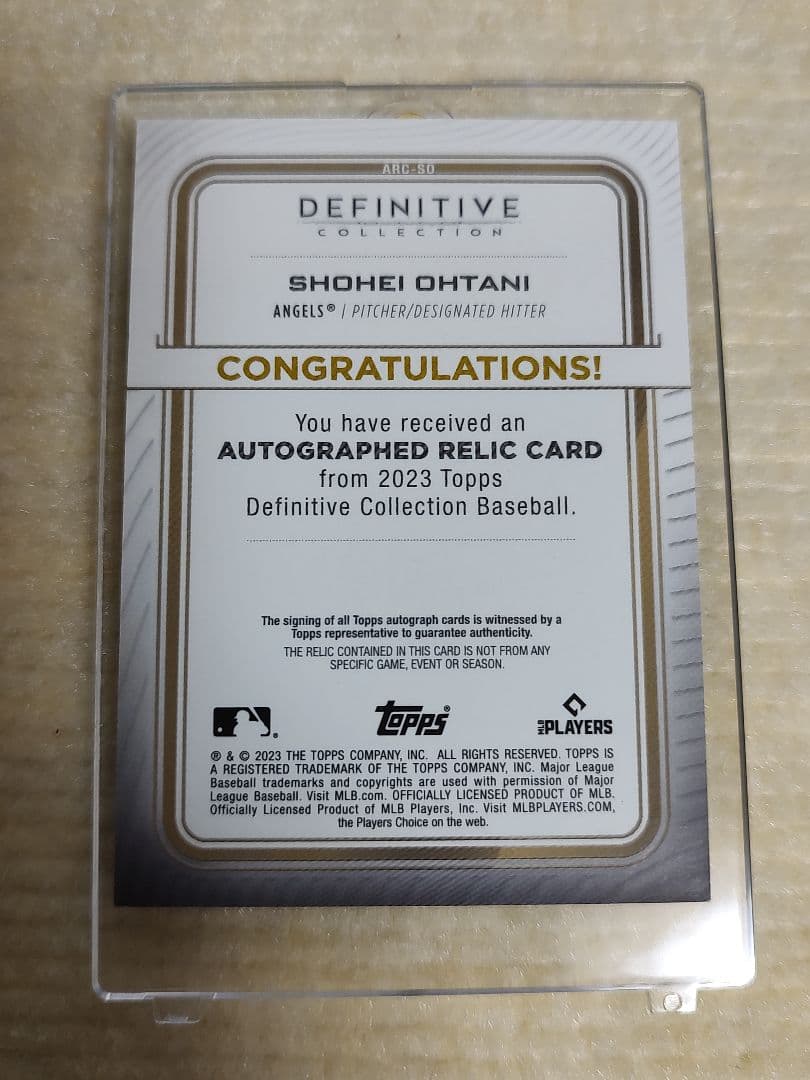 ARC-SO
DEFINITIVE
COLLECTION
SHOHEI OHTANI
ANGELS® | PITCHER/DESIGNATED HITTER
CONGRATULATIONS!
You have received an
AUTOGRAPHED RELIC CARD
from 2023 Topps
Definitive Collection Baseball.
The signing of all Topps autograph cards is witnessed by a
Topps representative to guarantee authenticity.
THE RELIC CONTAINED IN THIS CARD IS NOT FROM ANY
SPECIFIC GAME, EVENT OR SEASON.
®
Topps®
MLB PLAYERS
® & © 2023 THE TOPPS COMPANY, INC. ALL RIGHTS RESERVED. TOPPS IS
A REGISTERED TRADEMARK OF THE TOPPS COMPANY, INC. Major League
Baseball trademarks and copyrights are used with permission of Major
League Baseball. Visit MLB.com. OFFICIALLY LICENSED PRODUCT OF MLB.
Officially Licensed Product of MLB Players, Inc. Visit MLBPLAYERS.COM,
the Players Choice on the web.